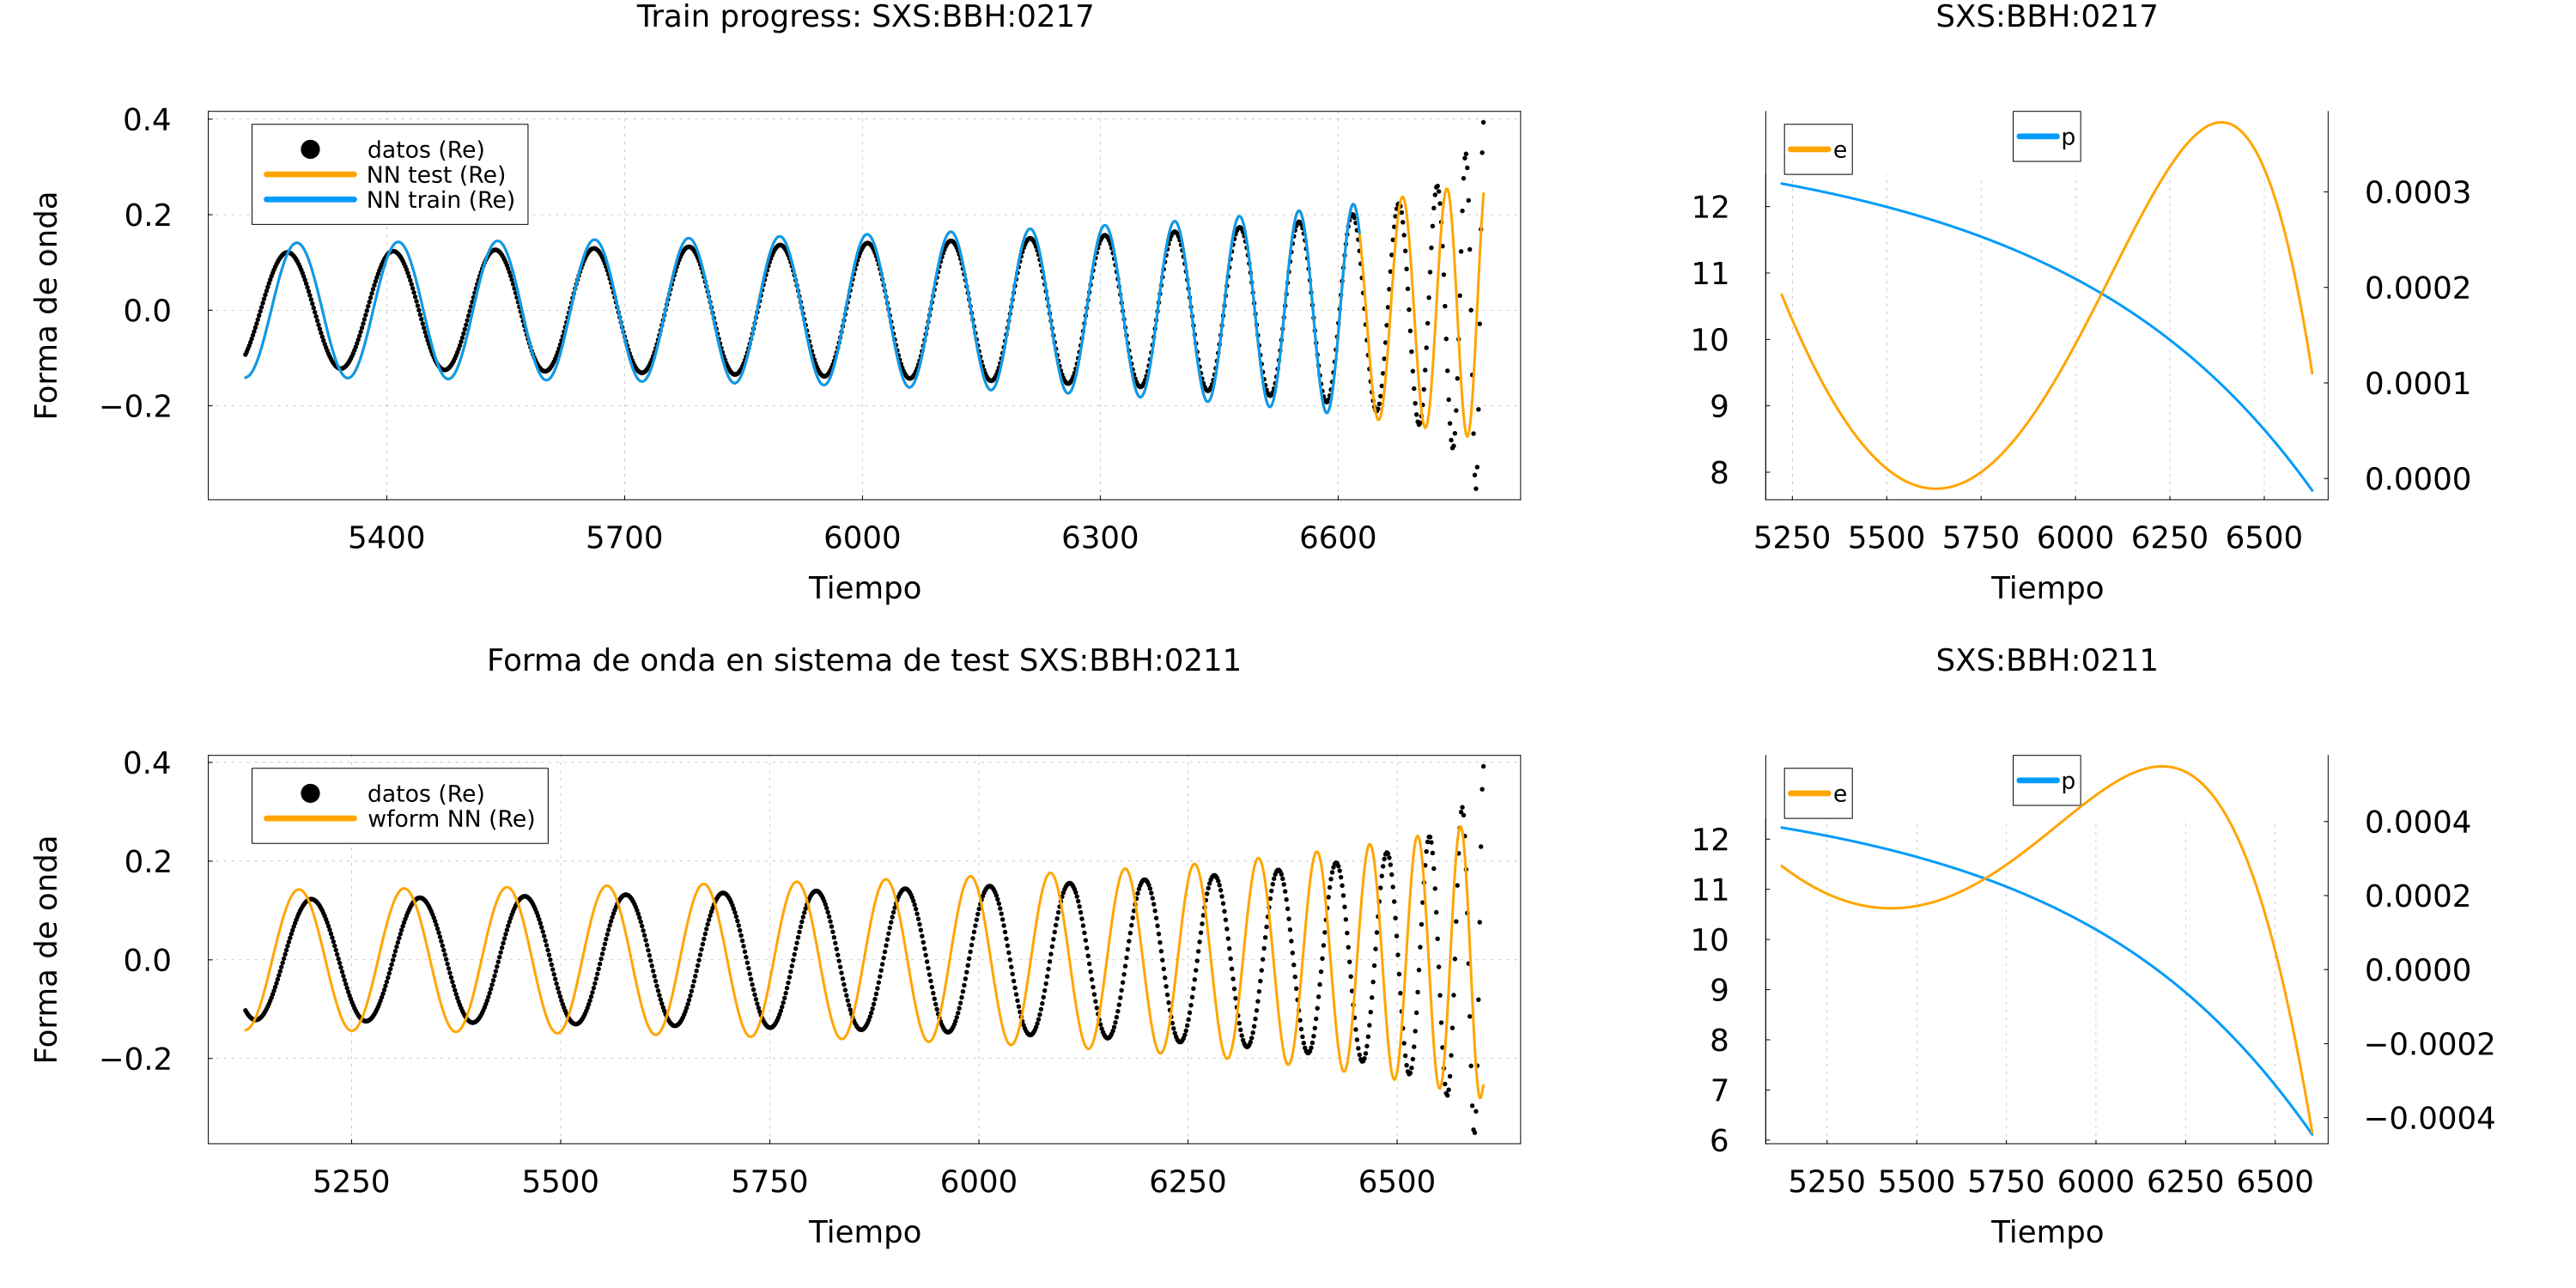 Train progress: SXS:BBH:0217
0.4
0.2
0.0
−0.2
Forma de onda
datos (Re)
NN test (Re)
NN train (Re)
5400 5700 6000 6300 6600
Tiempo
SXS:BBH:0217
e
p
12
11
10
9
8
0.0003
0.0002
0.0001
0.0000
5250 5500 5750 6000 6250 6500
Tiempo
Forma de onda en sistema de test SXS:BBH:0211
0.4
0.2
0.0
−0.2
Forma de onda
datos (Re)
wform NN (Re)
5250 5500 5750 6000 6250 6500
Tiempo
SXS:BBH:0211
e
p
12
11
10
9
8
7
6
0.0004
0.0002
0.0000
−0.0002
−0.0004
5250 5500 5750 6000 6250 6500
Tiempo